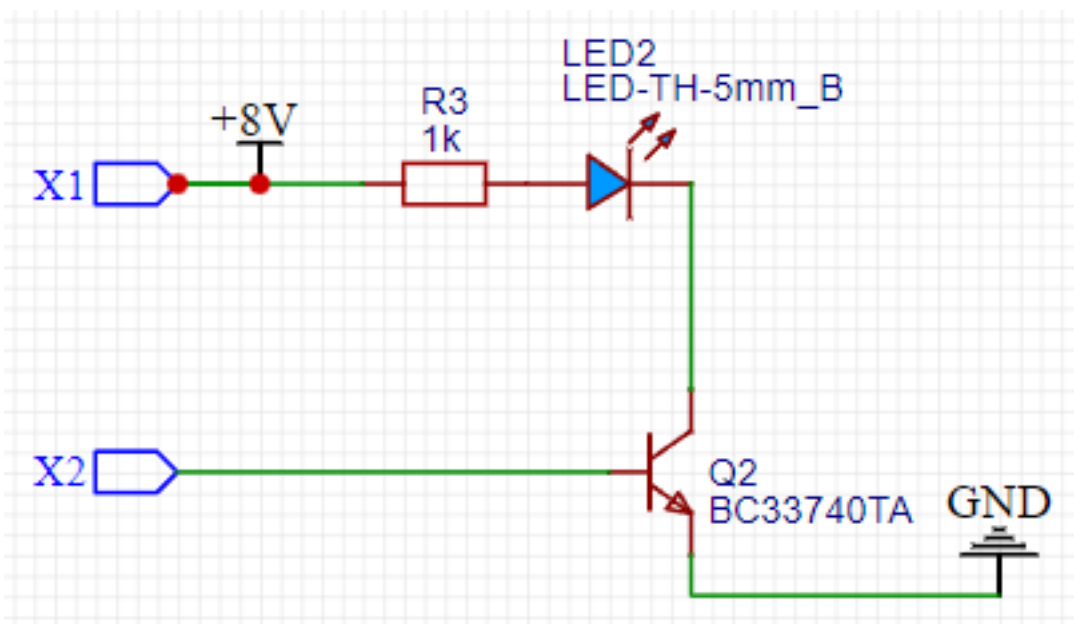 LED2
LED-TH-5mm_B
R3
1k
+8V
X1
X2
Q2
BC33740TA
GND